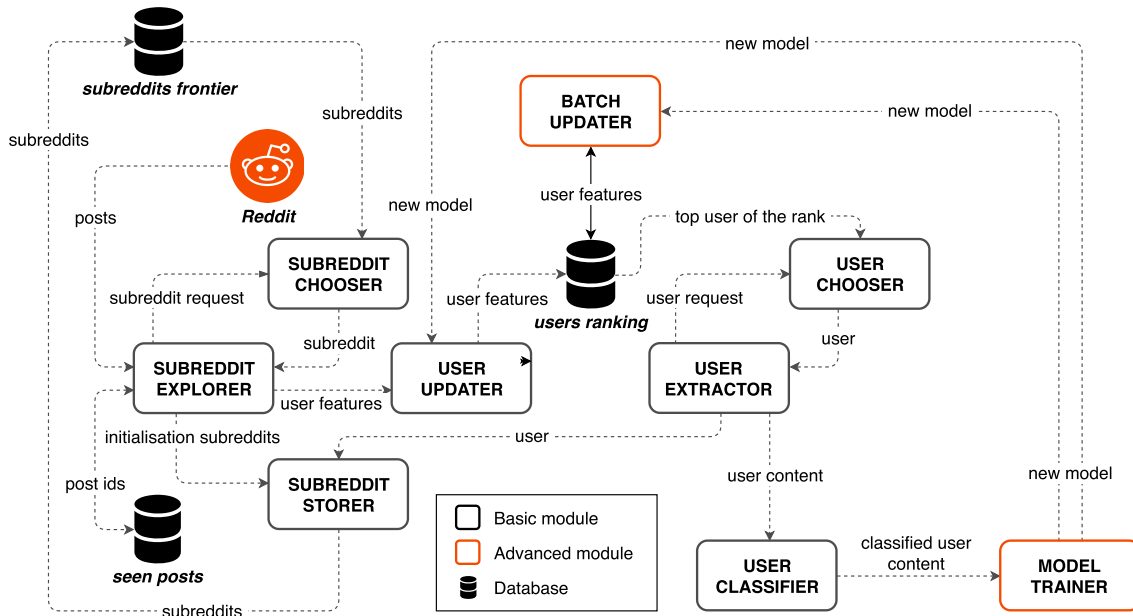 new model
subreddits frontier
BATCH
UPDATER
new model
subreddits
subreddits
user features
Reddit
new model
posts
top user of the rank
SUBREDDIT
CHOOSER
USER
CHOOSER
subreddit request
user features
user request
users ranking
subreddit
user
SUBREDDIT
EXPLORER
USER
UPDATER
USER
EXTRACTOR
user features
initialisation subreddits
user
post ids
SUBREDDIT
STORER
user content
new model
Basic module
Advanced module
Database
seen posts
USER
CLASSIFIER
classified user
content
MODEL
TRAINER
subreddits